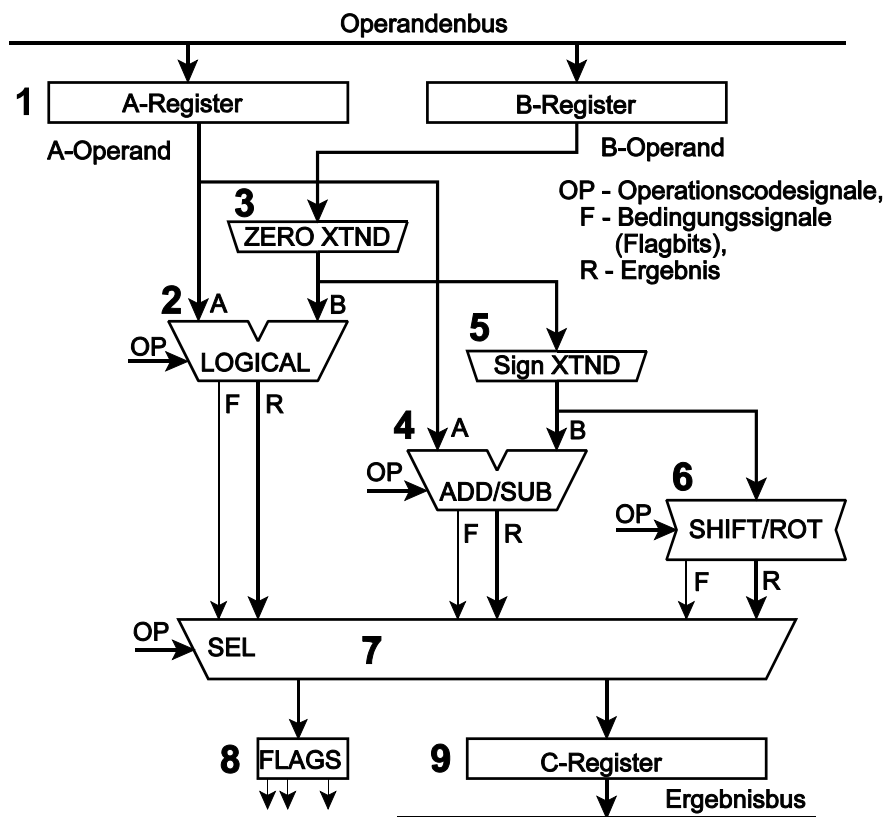 Operandenbus
1
A-Register
B-Register
A-Operand
B-Operand
OP - Operationscodesignale,
F - Bedingungssignale
(Flagbits),
R - Ergebnis
3
ZERO XTND
2
A
B
OP
LOGICAL
5
Sign XTND
F
R
4
A
B
OP
ADD/SUB
6
OP
SHIFT/ROT
F
R
F
R
OP
SEL
7
8
FLAGS
9
C-Register
Ergebnisbus